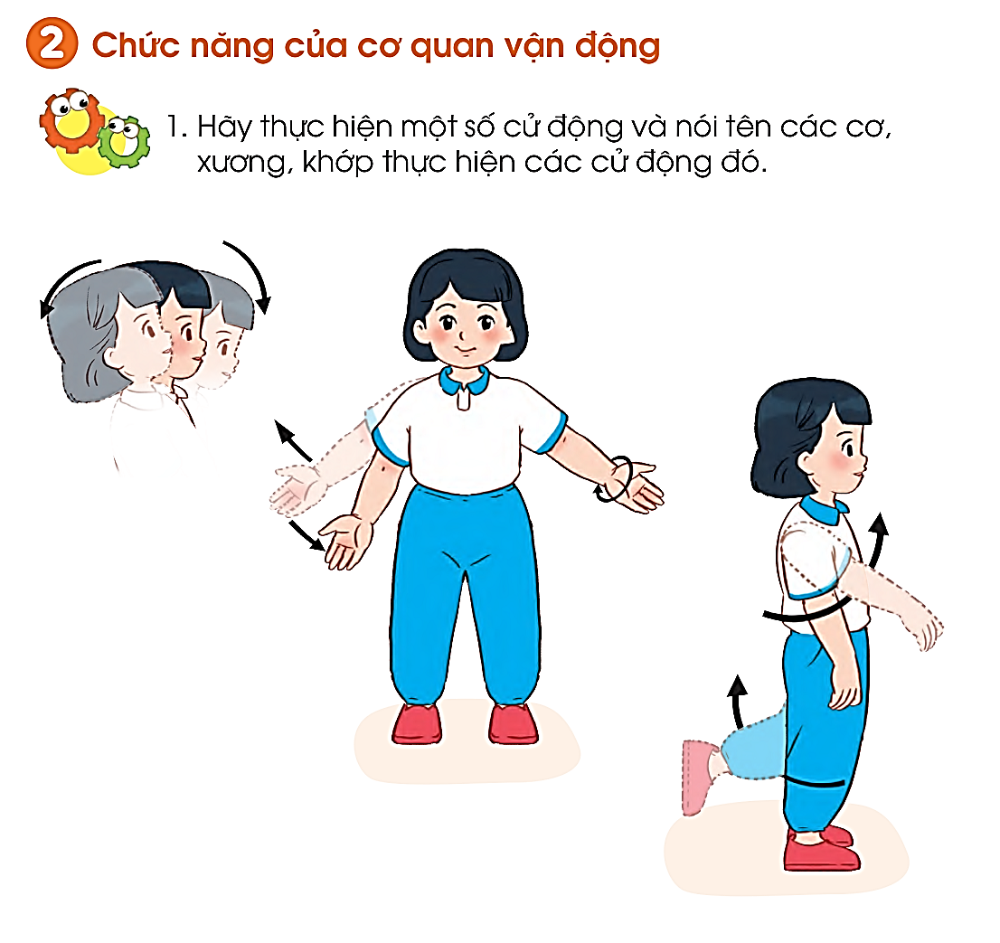 2 Chức năng của cơ quan vận động
1. Hãy thực hiện một số cử động và nói tên các cơ,
xương, khớp thực hiện các cử động đó.